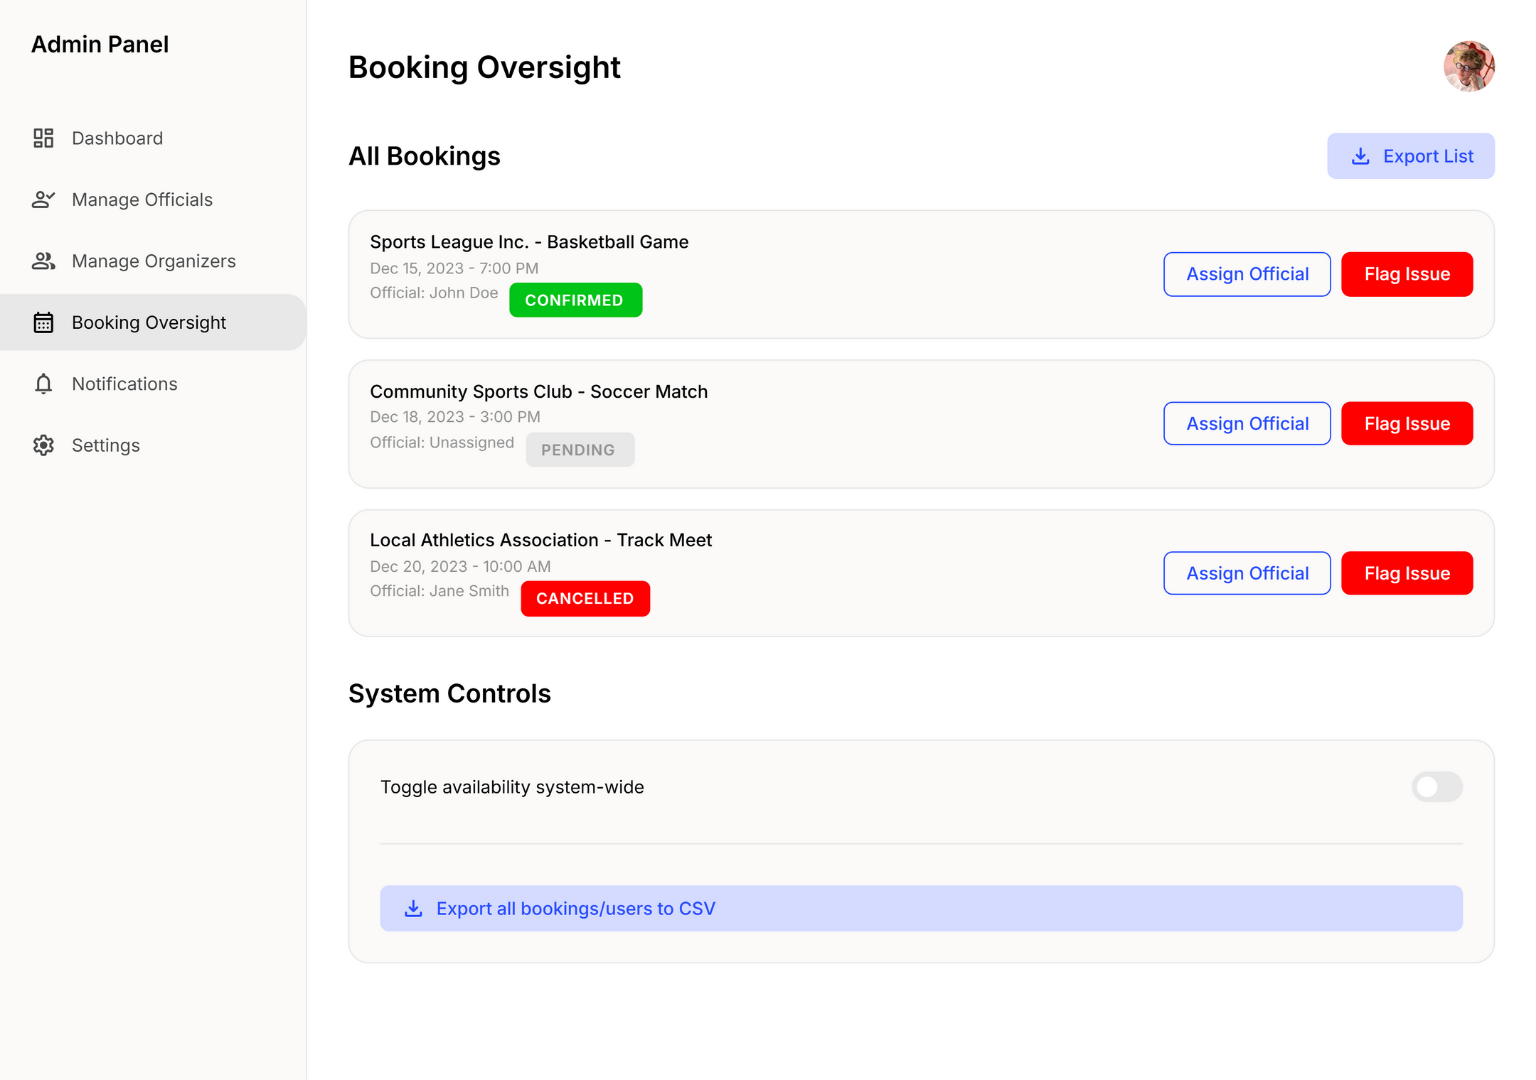 Admin Panel
Dashboard
Manage Officials
Manage Organizers
Booking Oversight
Notifications
Settings
Booking Oversight
All Bookings
Export List
Sports League Inc. - Basketball Game
Dec 15, 2023 - 7:00 PM
Official: John Doe
CONFIRMED
Assign Official
Flag Issue
Community Sports Club - Soccer Match
Dec 18, 2023 - 3:00 PM
Official: Unassigned
PENDING
Assign Official
Flag Issue
Local Athletics Association - Track Meet
Dec 20, 2023 - 10:00 AM
Official: Jane Smith
CANCELLED
Assign Official
Flag Issue
System Controls
Toggle availability system-wide
Export all bookings/users to CSV